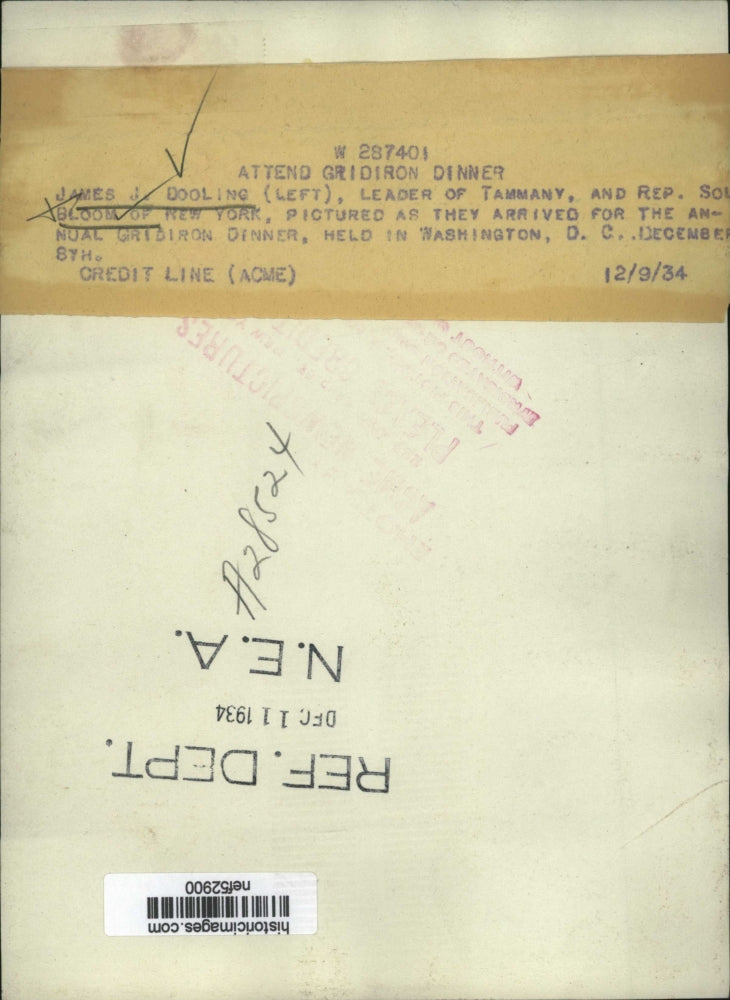 W 287401
ATTEND GRIDIRON DINNER
JAMES J. DOOLING (LEFT), LEADER OF TAMMANY, AND REP. SOL
BLOOM OF NEW YORK, PICTURED AS THEY ARRIVED FOR THE AN-
NUAL GRIDIRON DINNER, HELD IN WASHINGTON, D. C., DECEMBER
8TH.
CREDIT LINE (ACME) 12/9/34
A28524
N.E.A.
DEC 11 1934
REF. DEPT.
nef52900
historicimages.com